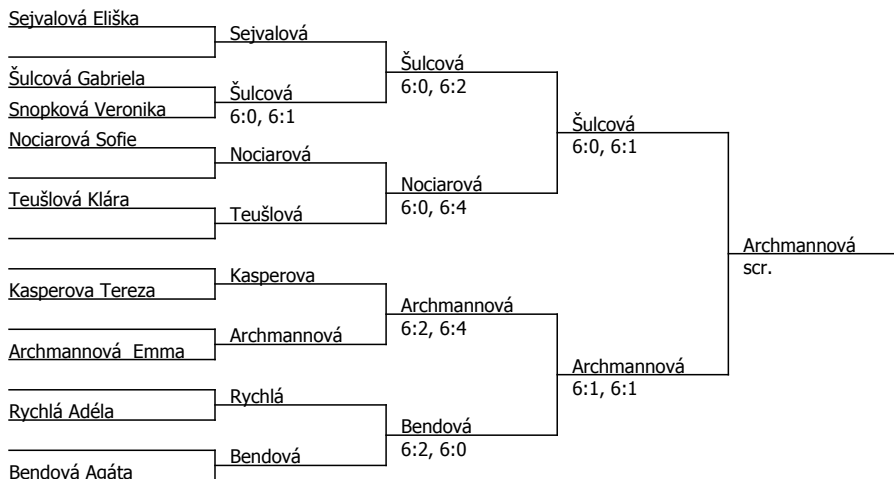 Sejvalová Eliška
Sejvalová
Šulcová
6:0, 6:2
Šulcová Gabriela
Šulcová
6:0, 6:1
Snopková Veronika
Šulcová
6:0, 6:1
Nociarová Sofie
Nociarová
Nociarová
6:0, 6:4
Teušlová Klára
Teušlová
Archmannová
scr.
Kasperova
Kasperova Tereza
Archmannová
6:2, 6:4
Archmannová
Archmannová  Emma
Archmannová
6:1, 6:1
Rychlá
Rychlá Adéla
Bendová
6:2, 6:0
Bendová
Bendová Agáta